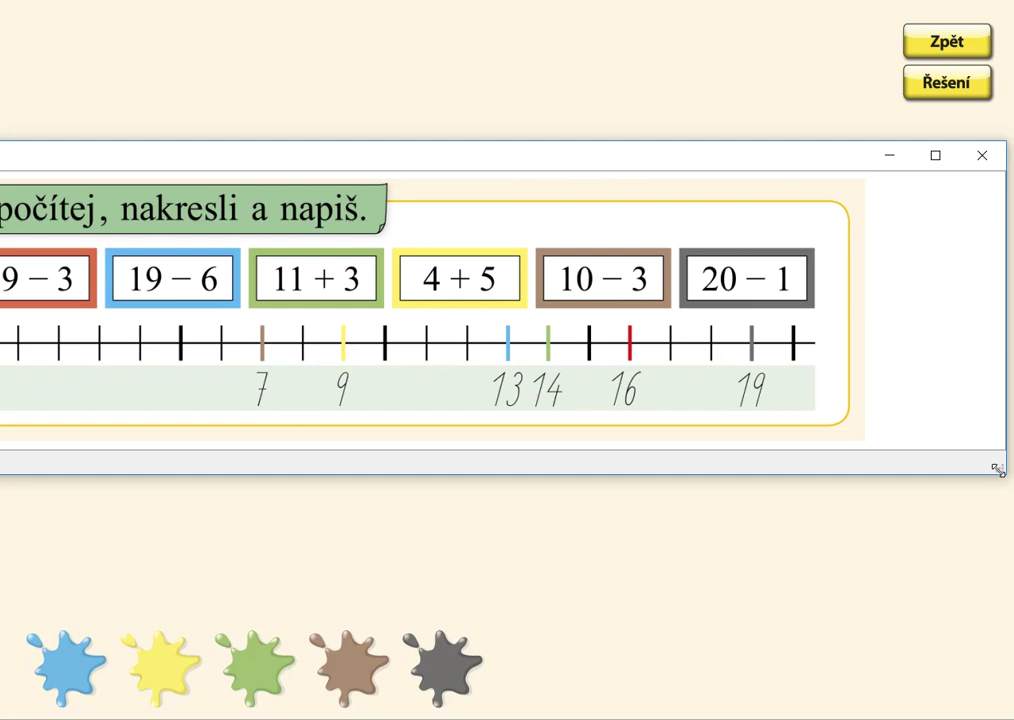 Zpět
Řešení
počítej, nakresli a napiš.
9 − 3
19 − 6
11 + 3
4 + 5
10 − 3
20 − 1
7 9 13 14 16 19